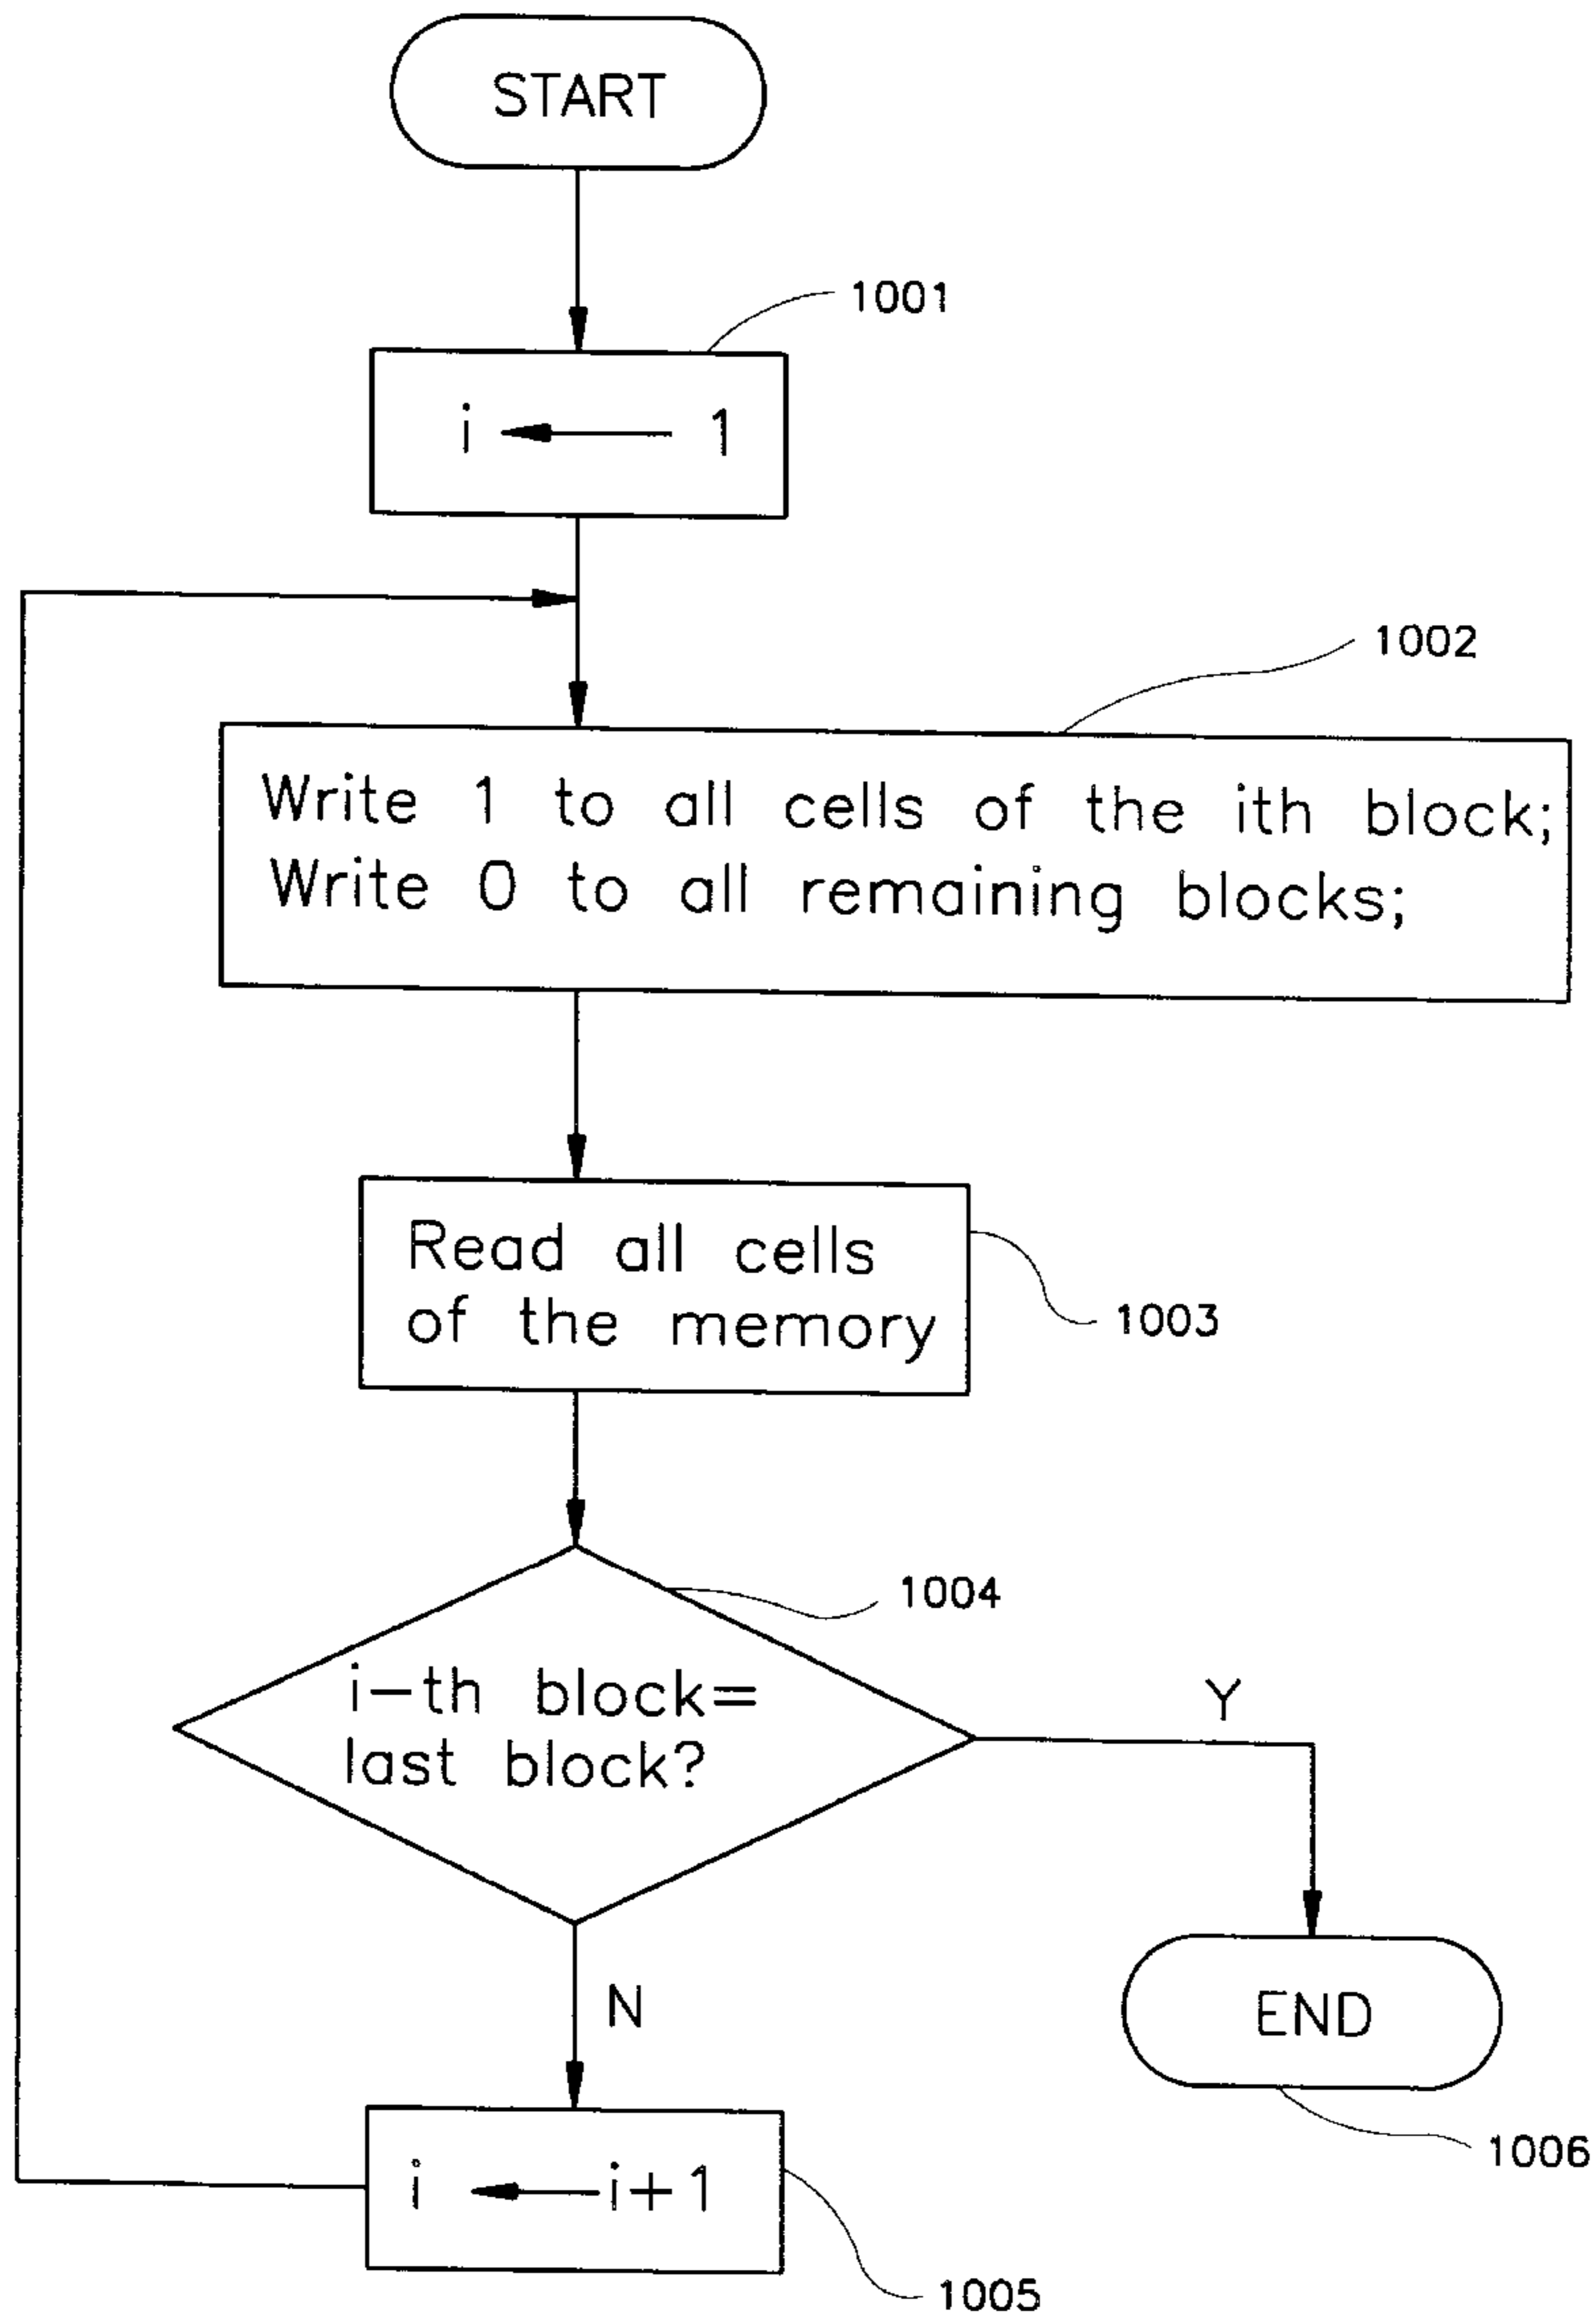 START
1001
i ← 1
1002
Write 1 to all cells of the ith block;
Write 0 to all remaining blocks;
Read all cells
of the memory
1003
1004
i-th block=
last block?
Y
N
END
1006
i ← i+1
1005